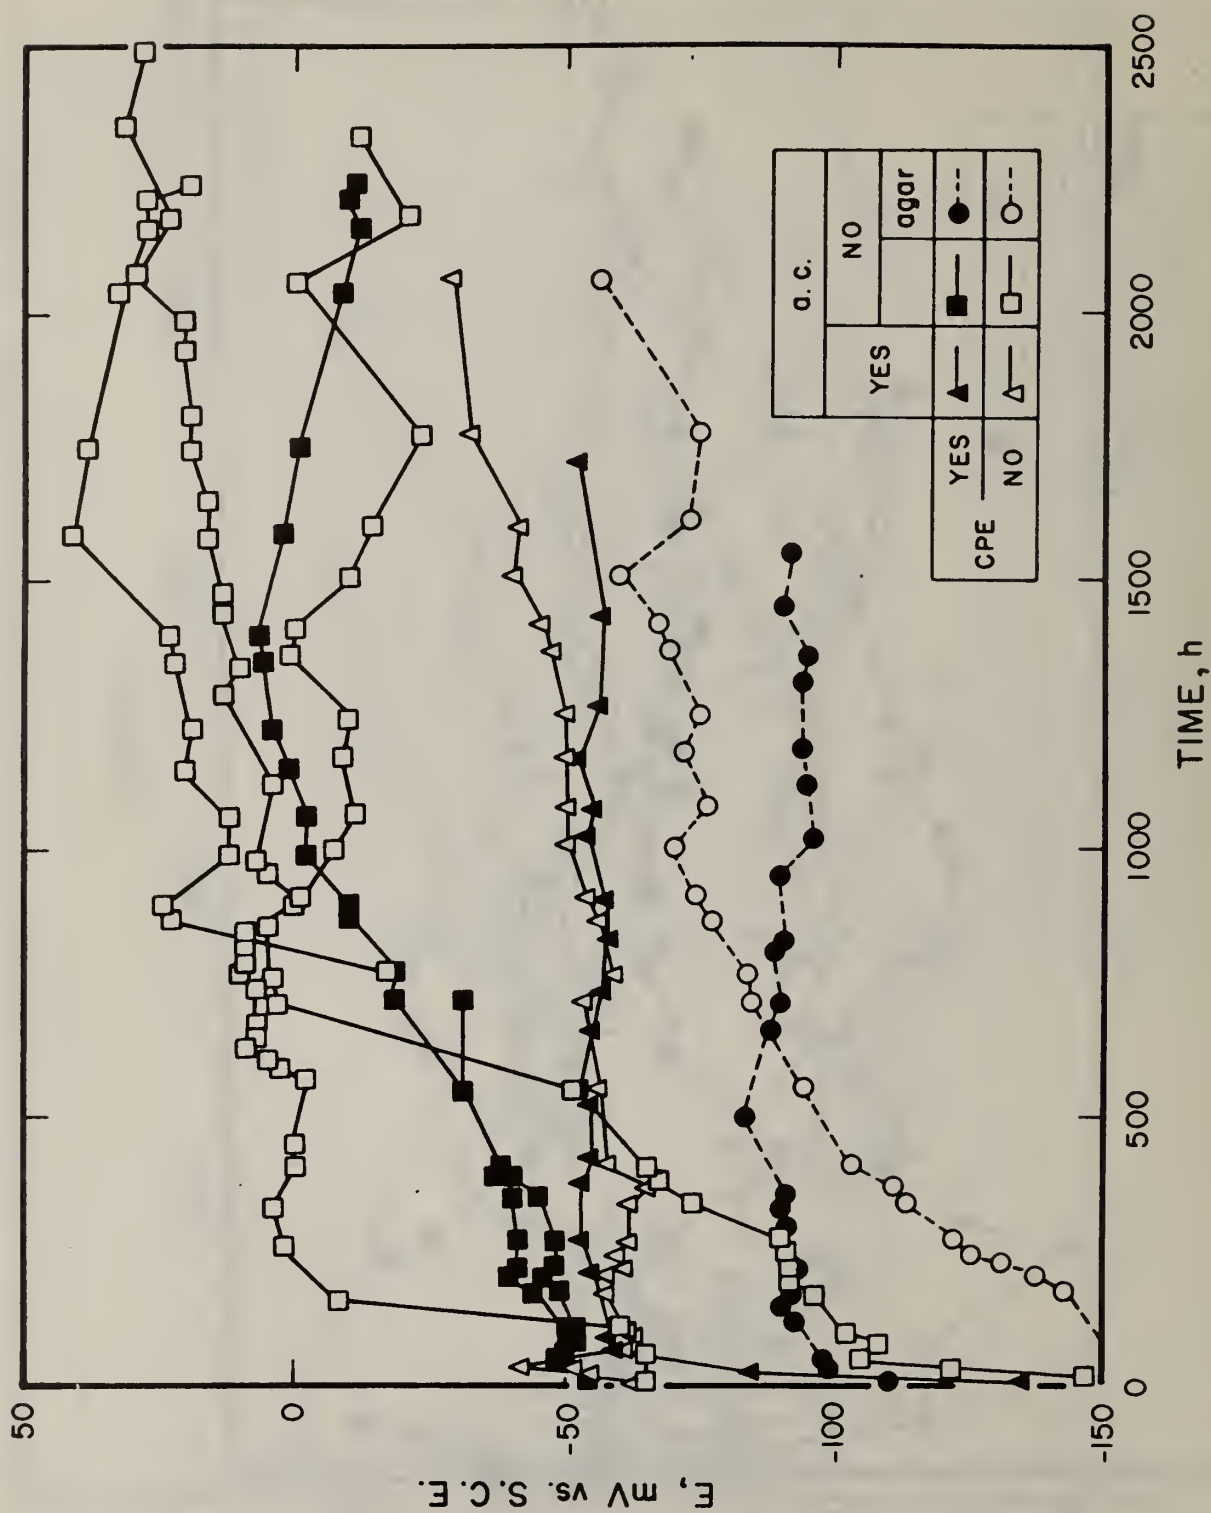 50
0
-50
-100
-150
E, mV vs. S.C.E.
0
500
1000
1500
2000
2500
TIME, h
a.c.
YES
NO
agar
CPE
YES
NO